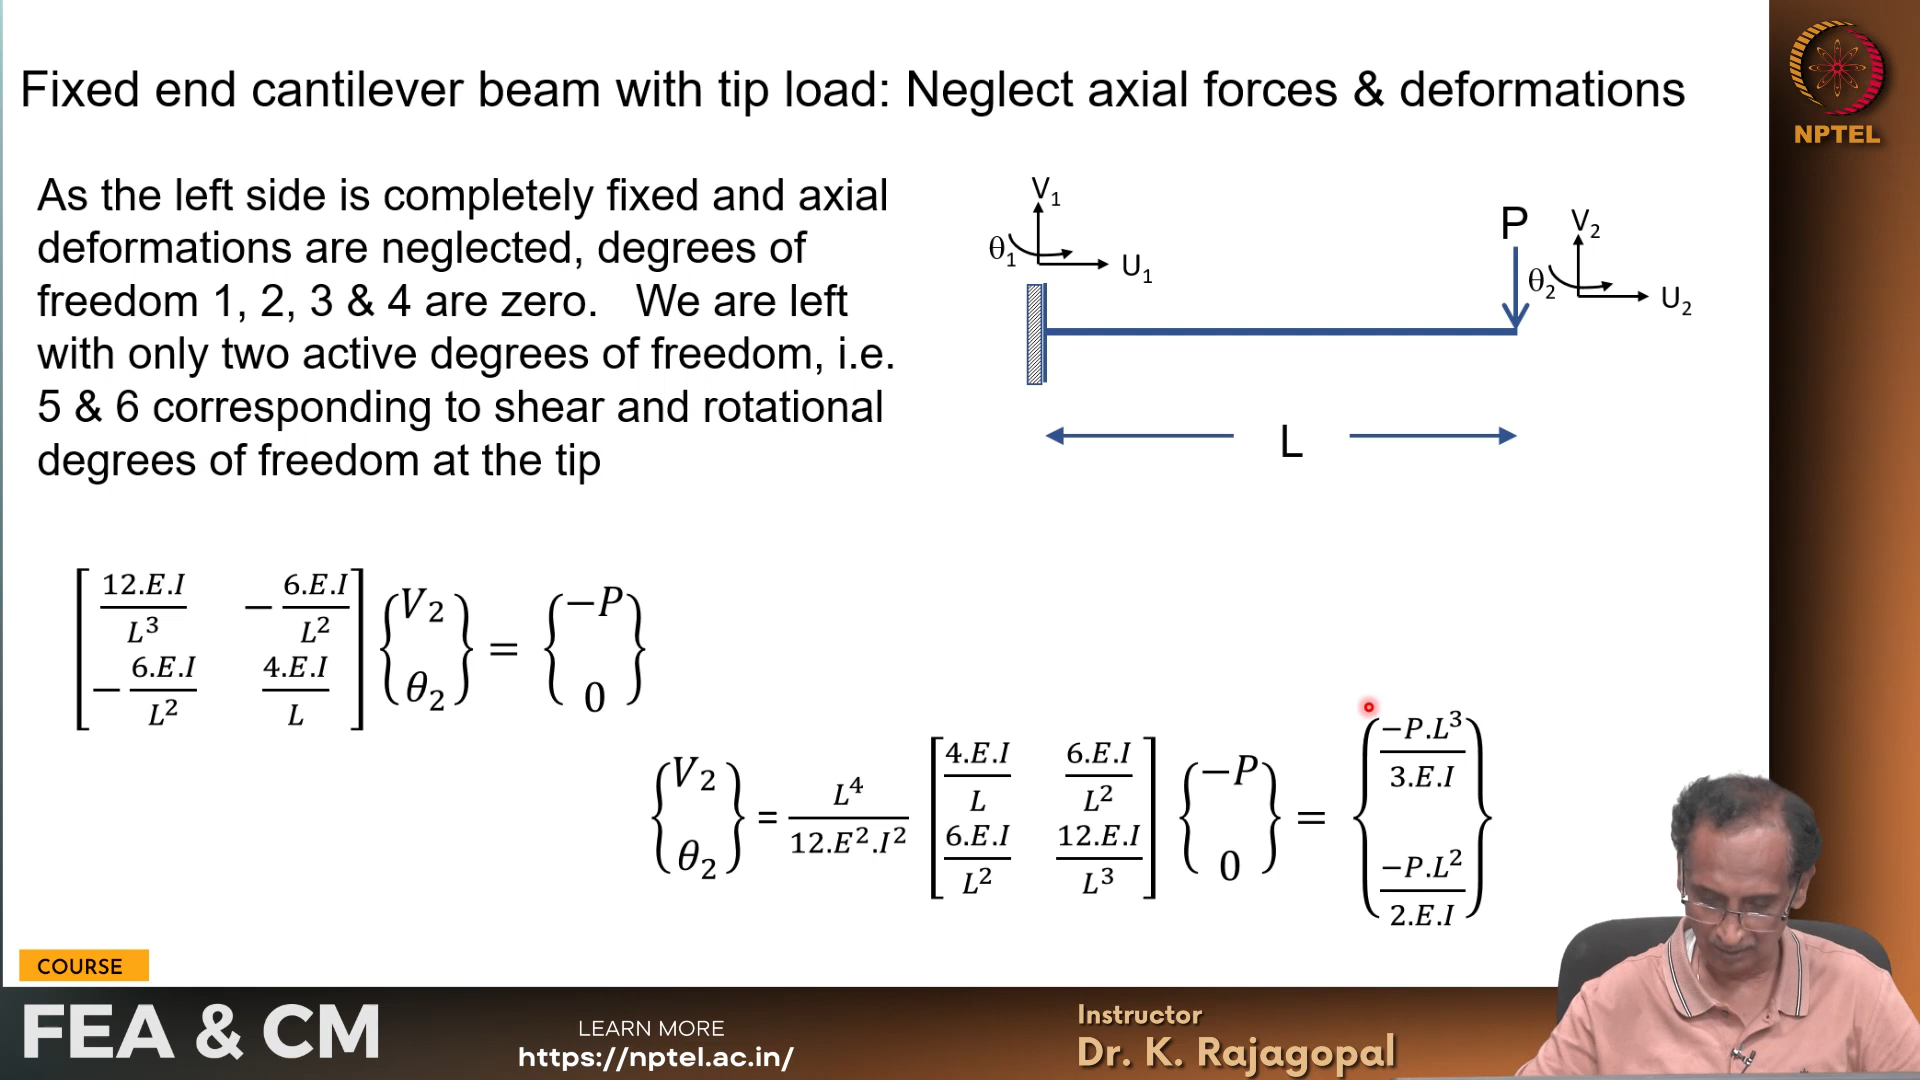 Fixed end cantilever beam with tip load: Neglect axial forces & deformations
NPTEL
As the left side is completely fixed and axial
deformations are neglected, degrees of
freedom 1, 2, 3 & 4 are zero.   We are left
with only two active degrees of freedom, i.e.
5 & 6 corresponding to shear and rotational
degrees of freedom at the tip
V₁
θ₁
U₁
P
V₂
θ₂
U₂
L
[12.E.I/L³  −6.E.I/L²; −6.E.I/L²  4.E.I/L] {V₂; θ₂} = {−P; 0}
{V₂; θ₂} = L⁴/12.E².I² [4.E.I/L  6.E.I/L²; 6.E.I/L²  12.E.I/L³] {−P; 0} = {−P.L³/3.E.I; −P.L²/2.E.I}
COURSE
FEA & CM
LEARN MORE
https://nptel.ac.in/
Instructor
Dr. K. Rajagopal